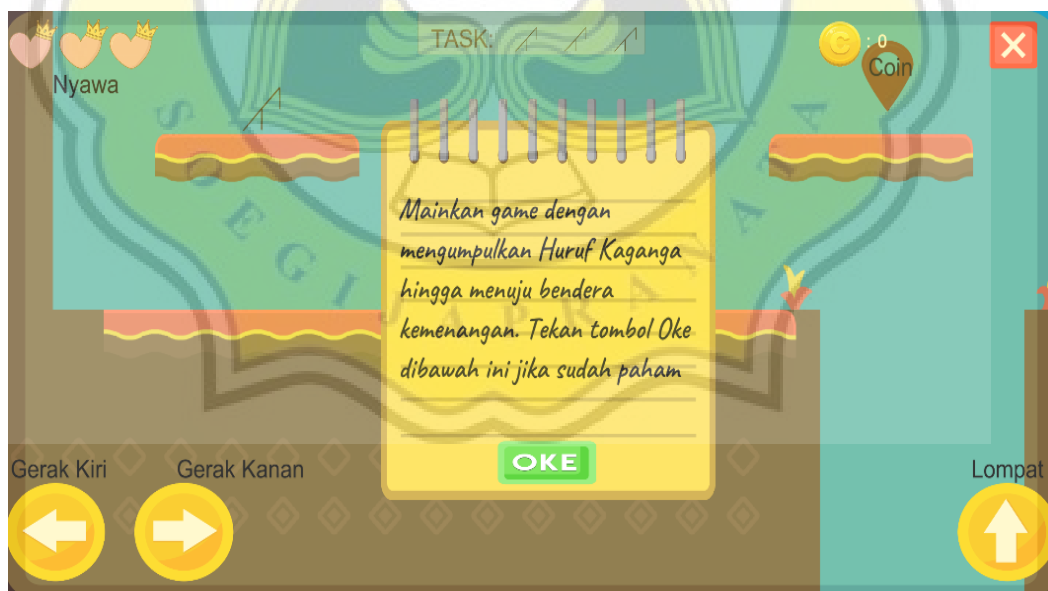 TASK:
: 0
Coin
Nyawa
Mainkan game dengan
mengumpulkan Huruf Kaganga
hingga menuju bendera
kemenangan. Tekan tombol Oke
dibawah ini jika sudah paham
OKE
Gerak Kiri
Gerak Kanan
Lompat
SOEGIJAPRANATA